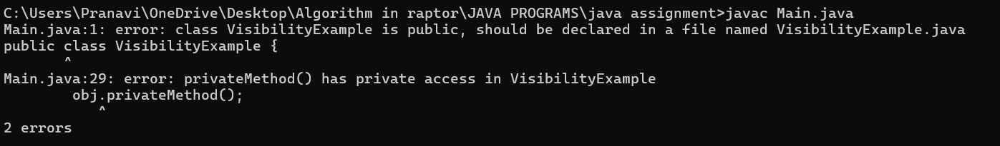 C:\Users\Pranavi\OneDrive\Desktop\Algorithm in raptor\JAVA PROGRAMS\java assignment>javac Main.java
Main.java:1: error: class VisibilityExample is public, should be declared in a file named VisibilityExample.java
public class VisibilityExample {
       ^
Main.java:29: error: privateMethod() has private access in VisibilityExample
        obj.privateMethod();
           ^
2 errors